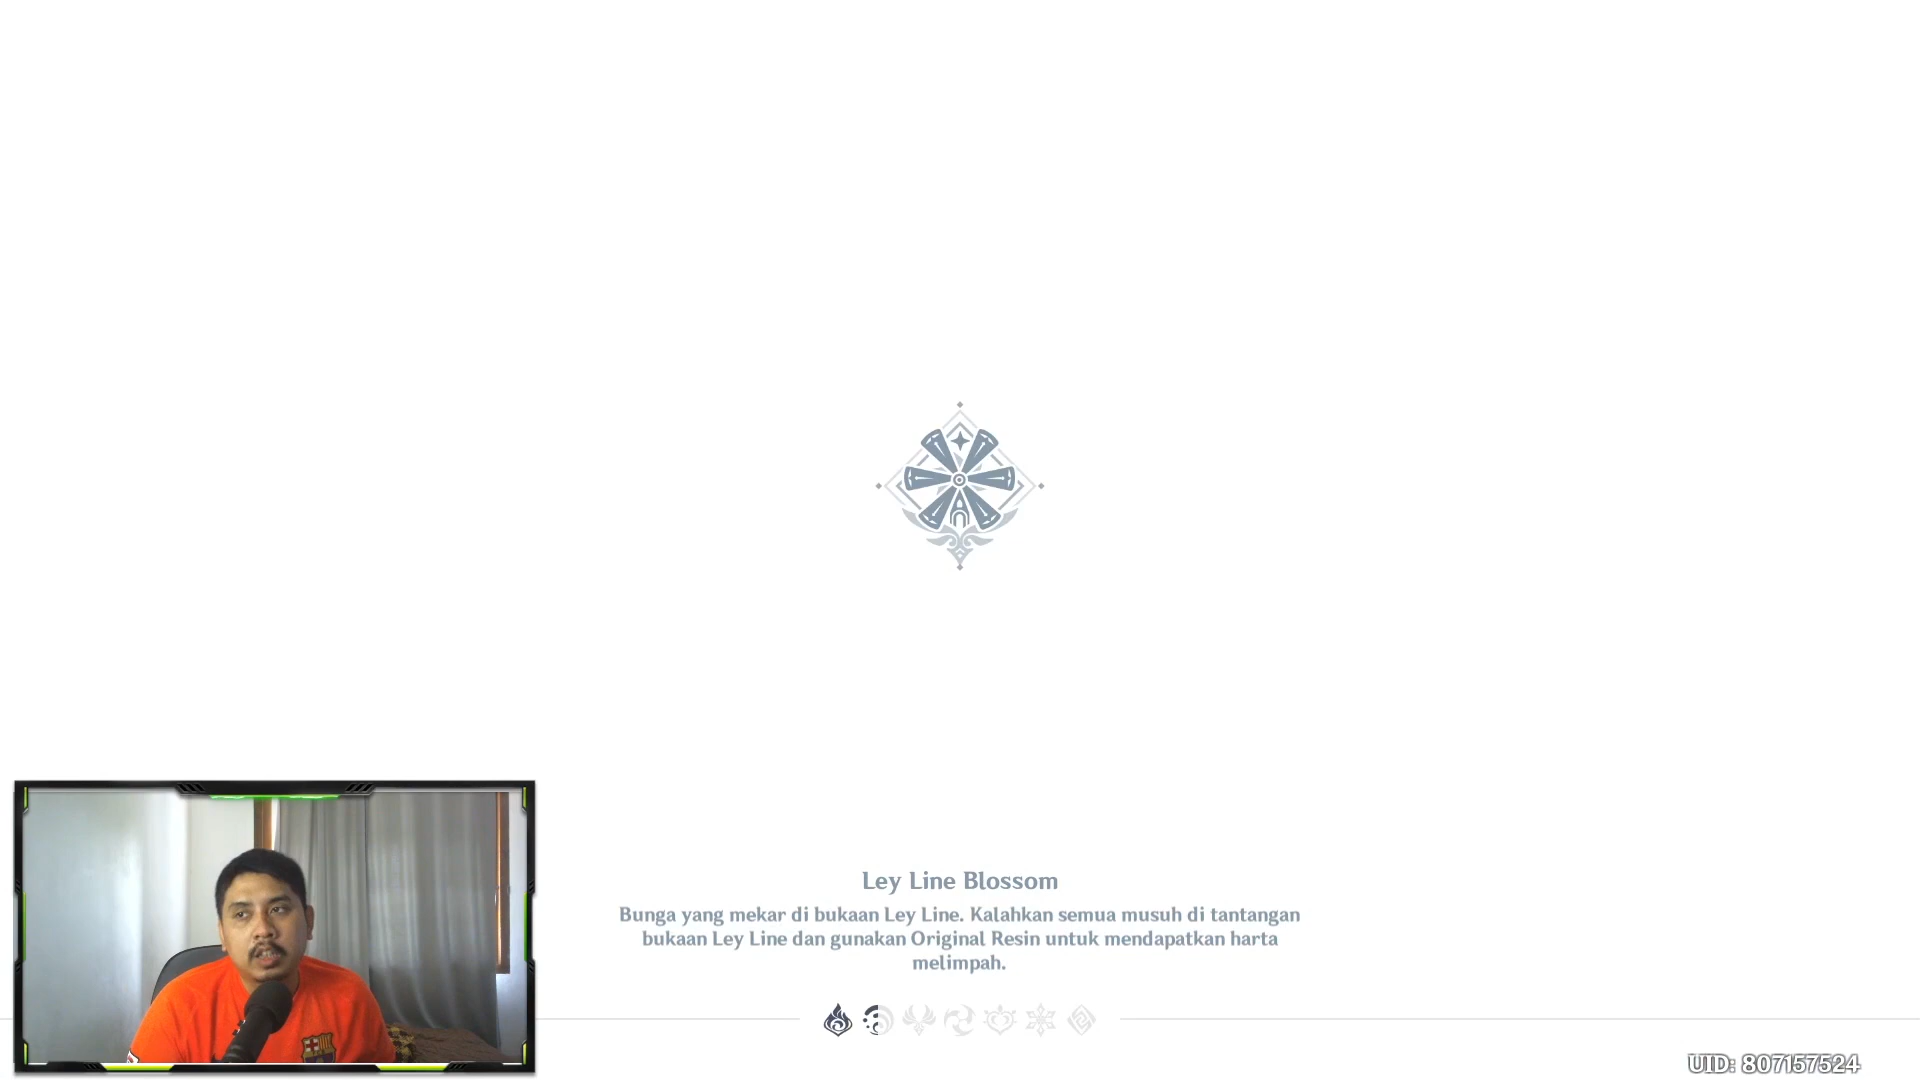 Ley Line Blossom
Bunga yang mekar di bukaan Ley Line. Kalahkan semua musuh di tantangan
bukaan Ley Line dan gunakan Original Resin untuk mendapatkan harta
melimpah.
UID: 807157524